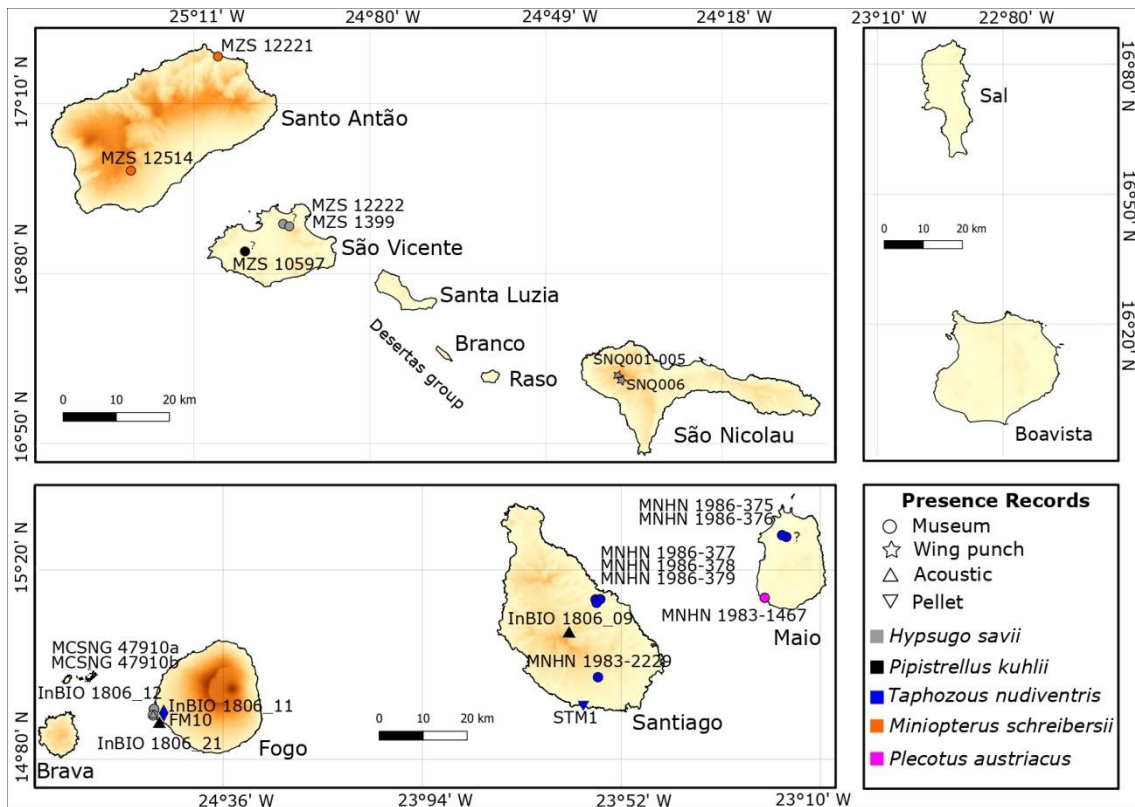 25°11' W
24°80' W
24°49' W
24°18' W
23°10' W
22°80' W
17°10' N
16°80' N
16°50' N
MZS 12221
Santo Antão
MZS 12514
MZS 12222
?
MZS 1399
São Vicente
?
MZS 10597
Santa Luzia
Desertas group
Branco
Raso
SNQ001-005
SNQ006
São Nicolau
0 10 20 km
Sal
0 10 20 km
Boavista
16°80' N
16°50' N
16°20' N
15°20' N
14°80' N
MCSNG 47910a
MCSNG 47910b
InBIO 1806_12
InBIO 1806_11
FM10
InBIO 1806_21
Brava
Fogo
0 10 20 km
MNHN 1986-375
MNHN 1986-376
?
MNHN 1986-377
MNHN 1986-378
MNHN 1986-379
InBIO 1806_09
MNHN 1983-1467
Maio
MNHN 1983-2229
STM1
Santiago
24°36' W
23°94' W
23°52' W
23°10' W
Presence Records
Museum
Wing punch
Acoustic
Pellet
Hypsugo savii
Pipistrellus kuhlii
Taphozous nudiventris
Miniopterus schreibersii
Plecotus austriacus